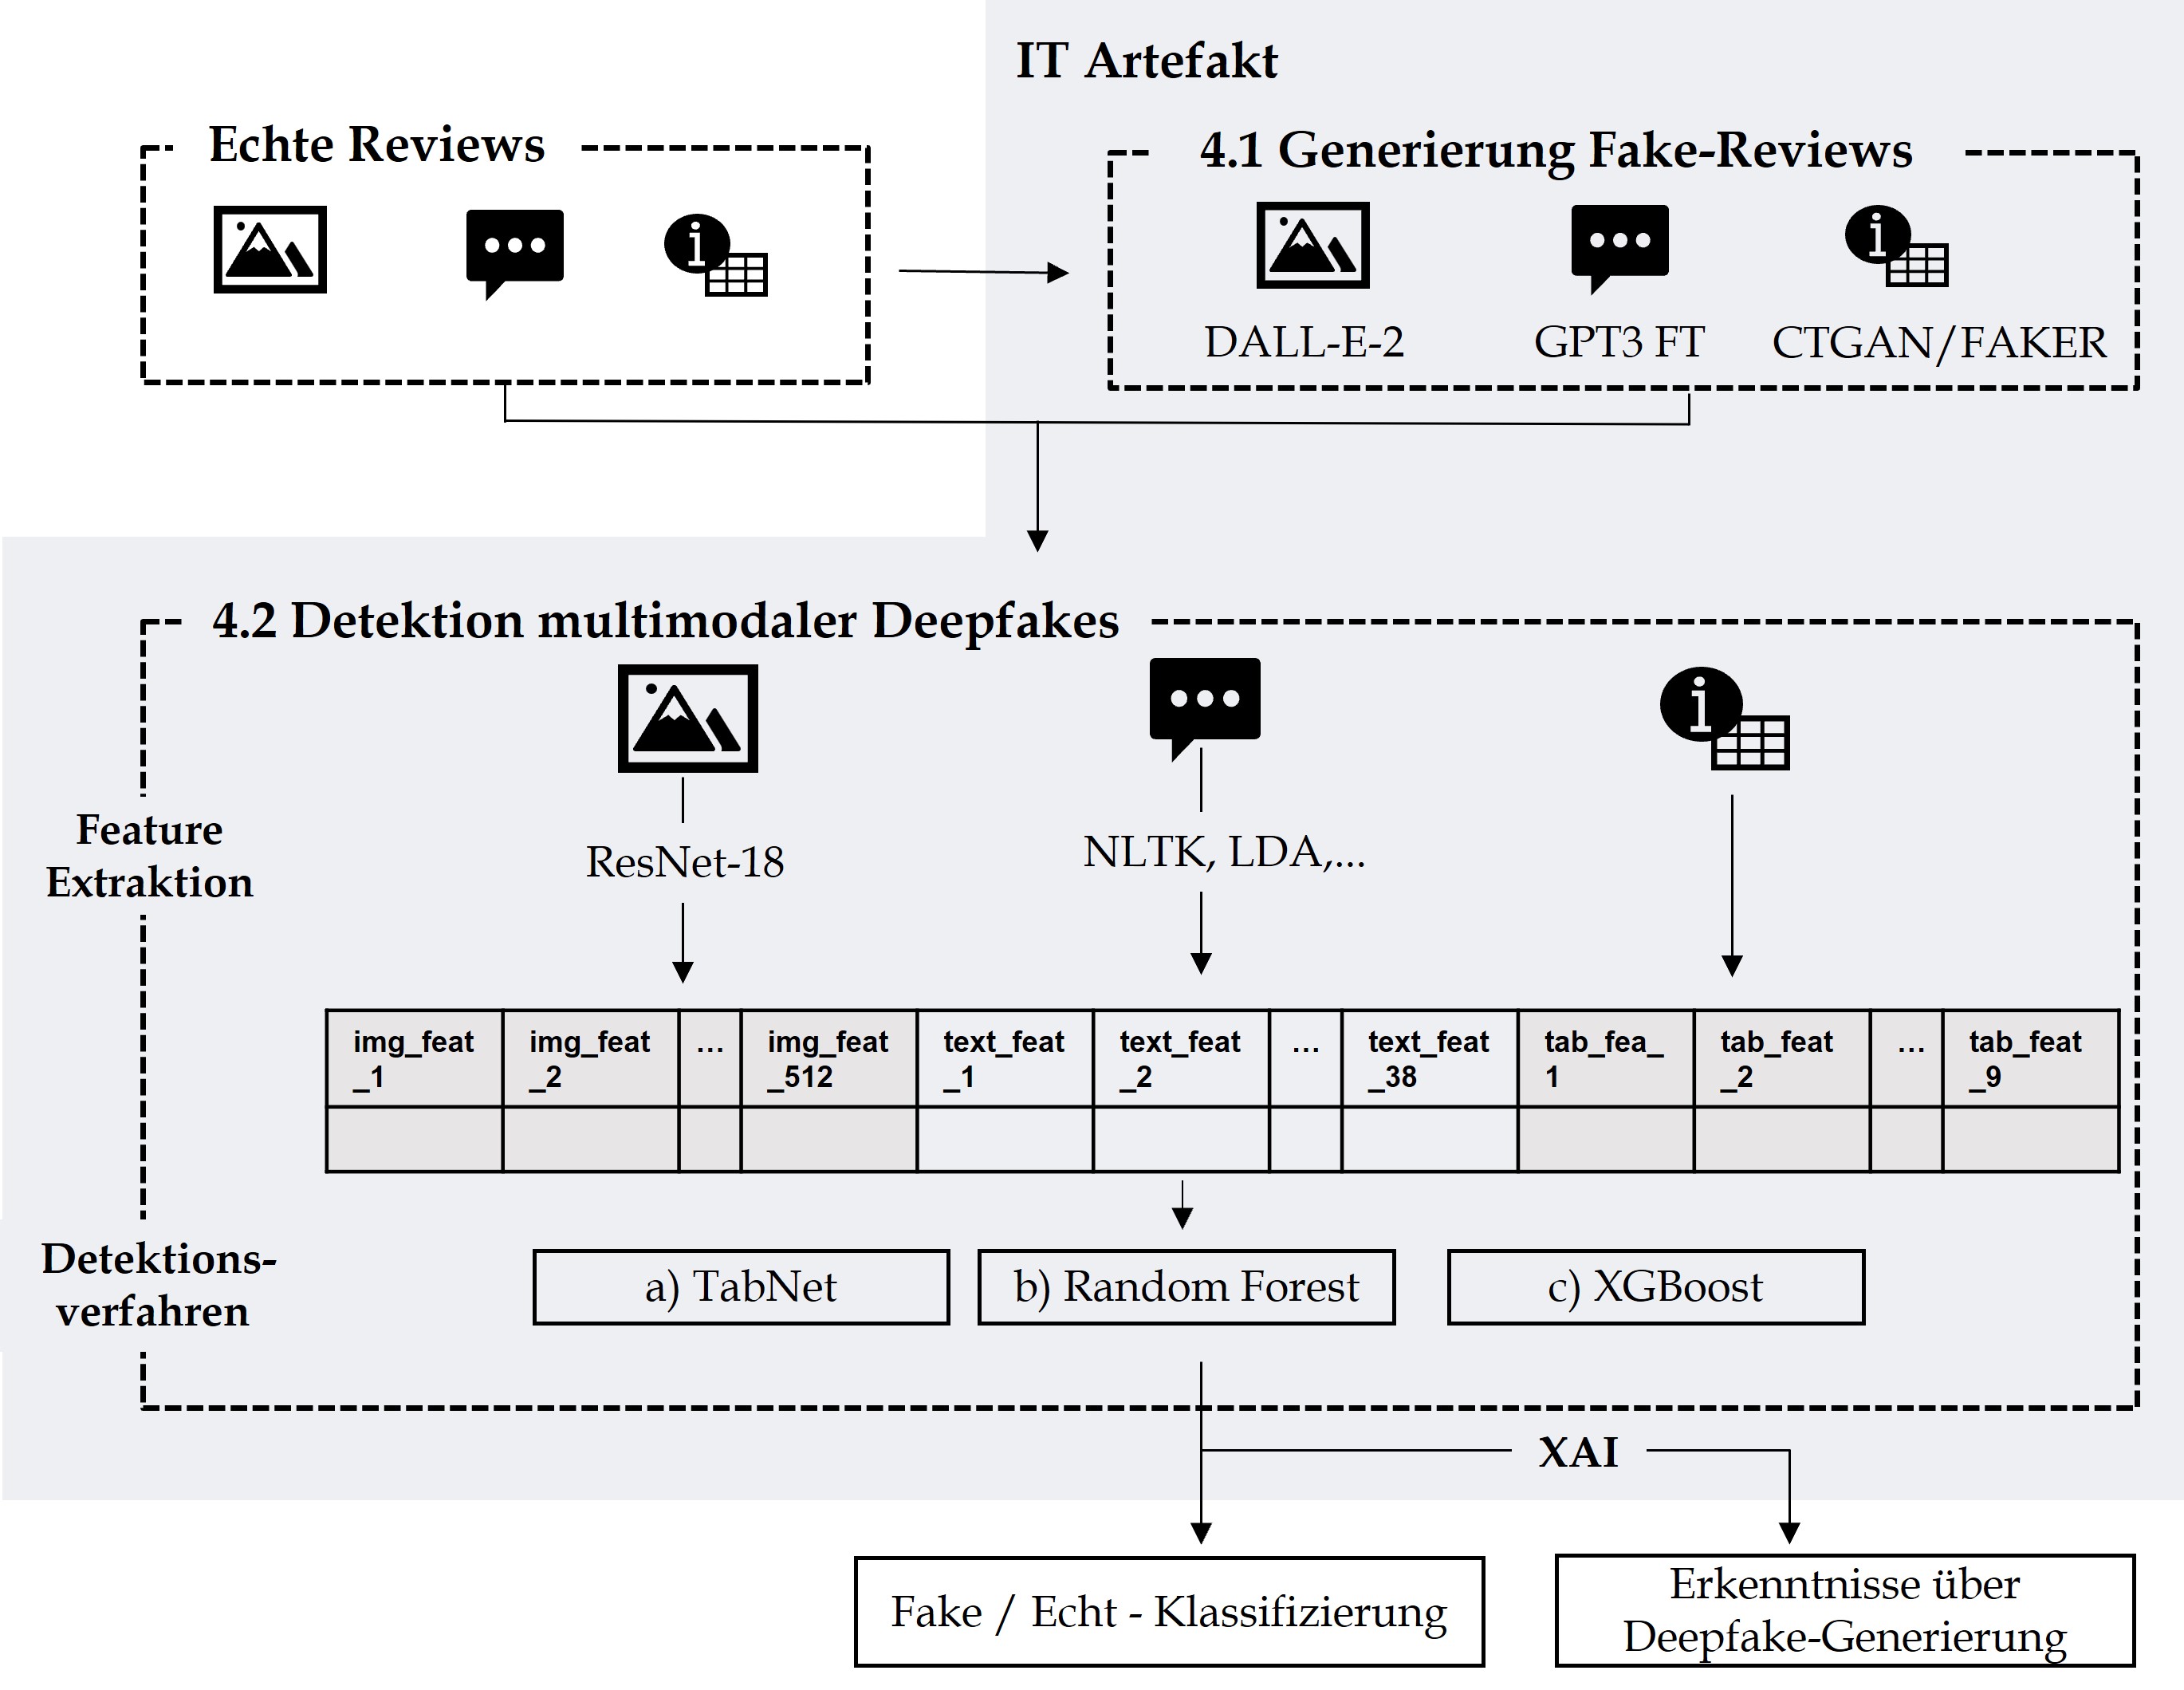 IT Artefakt
Echte Reviews
4.1 Generierung Fake-Reviews
DALL-E-2
GPT3 FT
CTGAN/FAKER
4.2 Detektion multimodaler Deepfakes
Feature
Extraktion
ResNet-18
NLTK, LDA,...
img_feat
_1
img_feat
_2
...
img_feat
_512
text_feat
_1
text_feat
_2
...
text_feat
_38
tab_fea_
1
tab_feat
_2
...
tab_feat
_9
Detektions-
verfahren
a) TabNet
b) Random Forest
c) XGBoost
XAI
Fake / Echt - Klassifizierung
Erkenntnisse über
Deepfake-Generierung